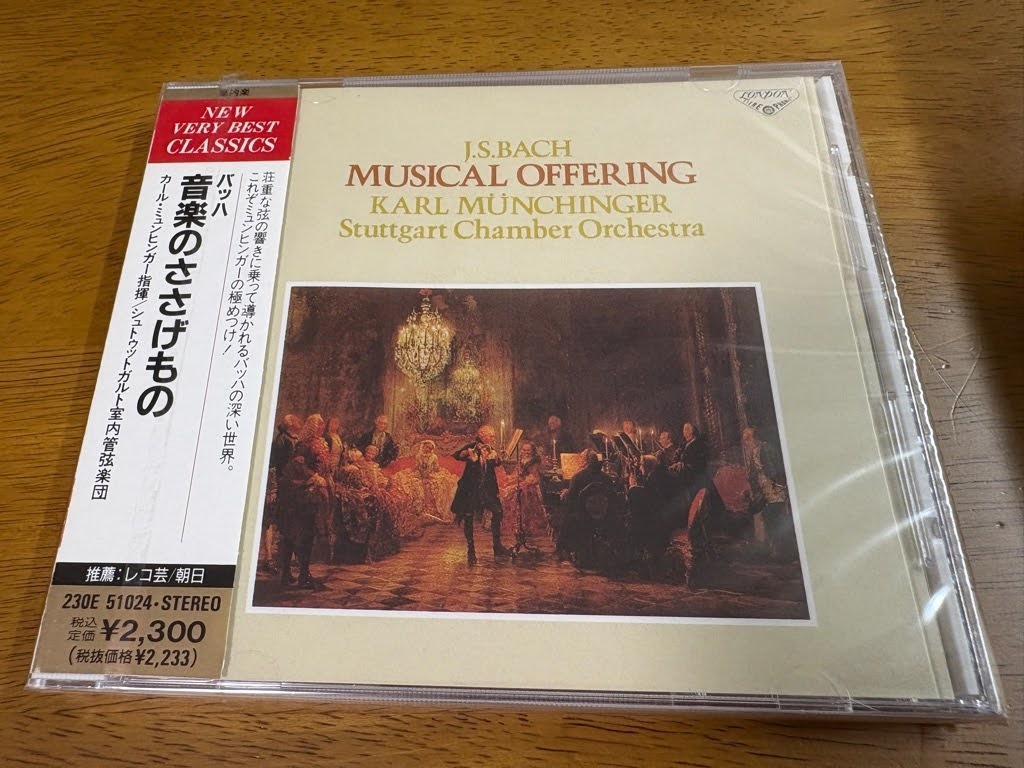 室内楽
NEW
VERY BEST
CLASSICS
荘重な弦の響きに乗って導かれるバッハの深い世界。
これぞミュンヒンガーの極めつけ!
バッハ
音楽のささげもの
カール・ミュンヒンガー指揮/シュトゥットガルト室内管弦楽団
推薦:レコ芸/朝日
230E 51024・STEREO
税込
定価 ¥2,300
(税抜価格¥2,233)
LONDON
J.S.BACH
MUSICAL OFFERING
KARL MÜNCHINGER
Stuttgart Chamber Orchestra